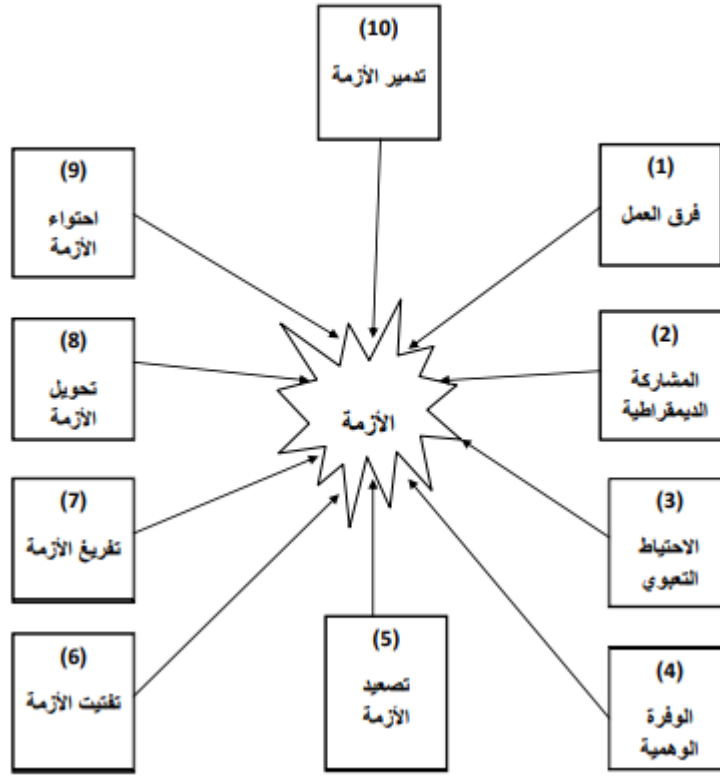 (10)
تدمير الأزمة
(1)
فرق العمل
(2)
المشاركة
الديمقراطية
(3)
الاحتياط
التعبوي
(4)
الوفرة
الوهمية
(5)
تصعيد
الأزمة
(6)
تفتيت الأزمة
(7)
تفريغ الأزمة
(8)
تحويل
الأزمة
(9)
احتواء
الأزمة
الأزمة